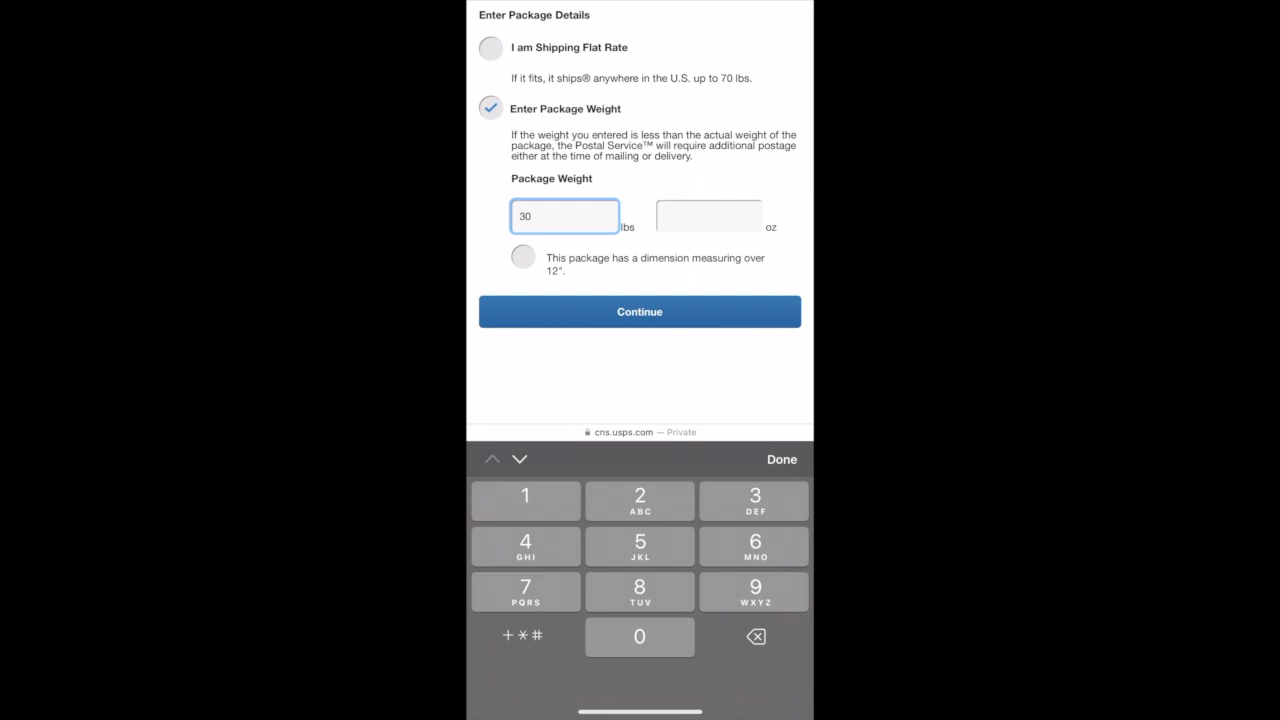 Enter Package Details
I am Shipping Flat Rate
If it fits, it ships® anywhere in the U.S. up to 70 lbs.
Enter Package Weight
If the weight you entered is less than the actual weight of the
package, the Postal Service™ will require additional postage
either at the time of mailing or delivery.
Package Weight
30 lbs oz
This package has a dimension measuring over
12".
Continue
cns.usps.com — Private
Done
1 2 3
ABC DEF
4 5 6
GHI JKL MNO
7 8 9
PQRS TUV WXYZ
+*# 0